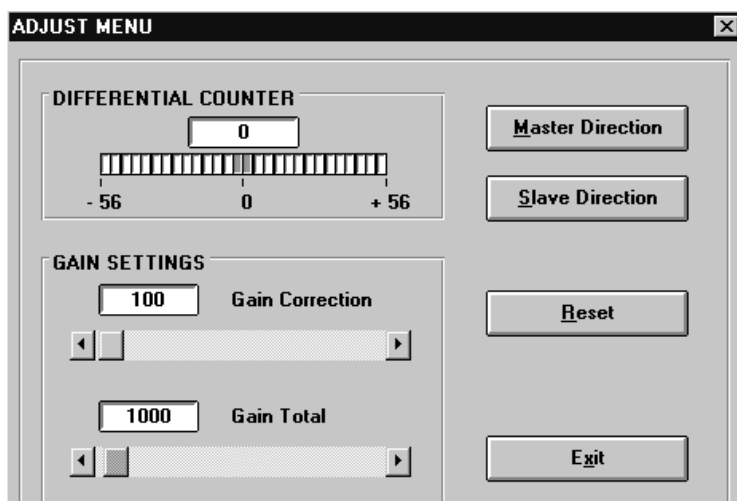 ADJUST MENU
DIFFERENTIAL COUNTER
0
- 56 0 + 56
GAIN SETTINGS
100 Gain Correction
1000 Gain Total
Master Direction
Slave Direction
Reset
Exit